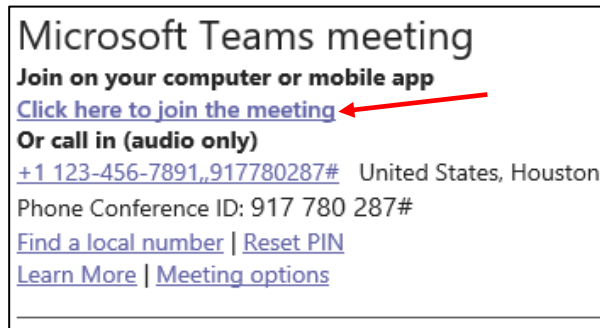 Microsoft Teams meeting
Join on your computer or mobile app
Click here to join the meeting
Or call in (audio only)
+1 123-456-7891,,917780287# United States, Houston
Phone Conference ID: 917 780 287#
Find a local number | Reset PIN
Learn More | Meeting options